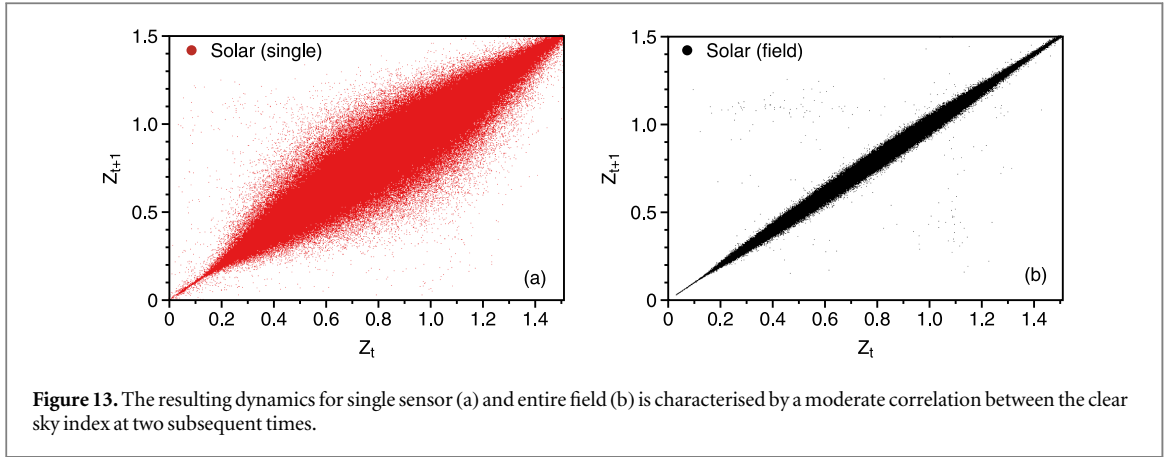 1.5
Solar (single)
1.0
0.5
0
Z_{t+1}
(a)
0 0.2 0.4 0.6 0.8 1.0 1.2 1.4
Z_t
1.5
Solar (field)
1.0
0.5
0
Z_{t+1}
(b)
0 0.2 0.4 0.6 0.8 1.0 1.2 1.4
Z_t
Figure 13. The resulting dynamics for single sensor (a) and entire field (b) is characterised by a moderate correlation between the clear
sky index at two subsequent times.